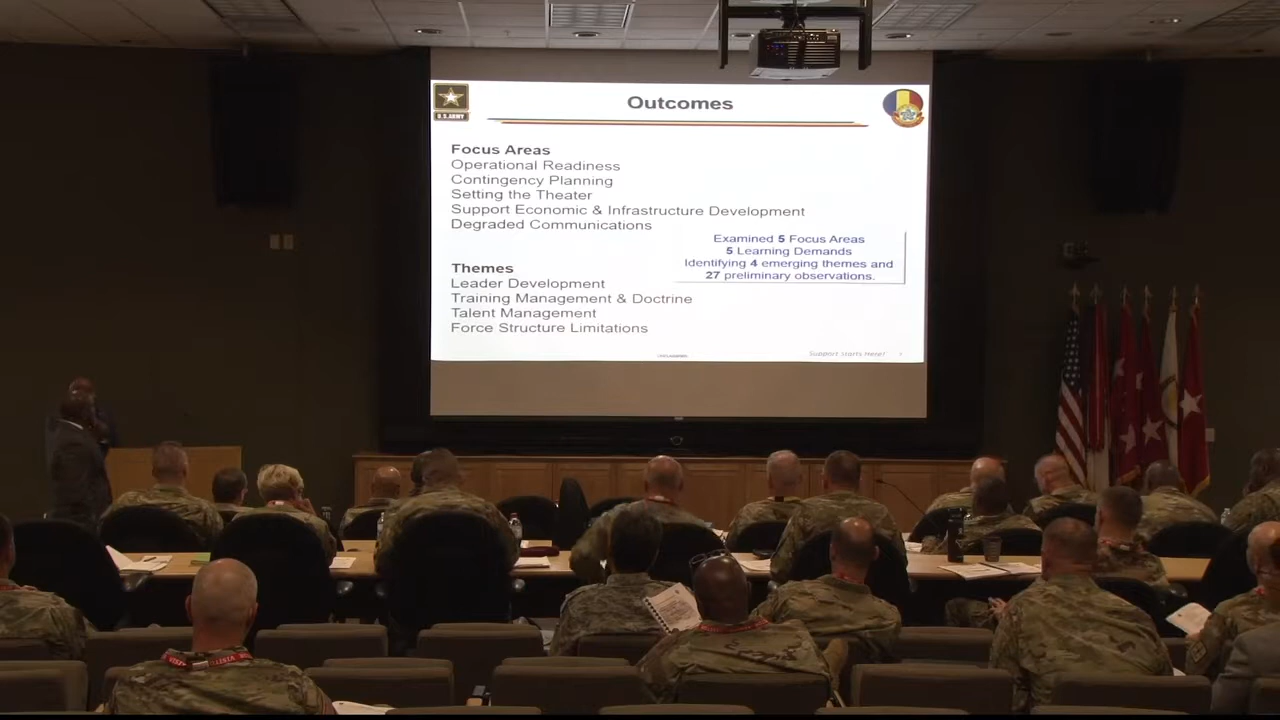 Outcomes
U.S. ARMY
Focus Areas
Operational Readiness
Contingency Planning
Setting the Theater
Support Economic & Infrastructure Development
Degraded Communications
Examined 5 Focus Areas
5 Learning Demands
Identifying 4 emerging themes and
27 preliminary observations.
Themes
Leader Development
Training Management & Doctrine
Talent Management
Force Structure Limitations
Support Starts Here!